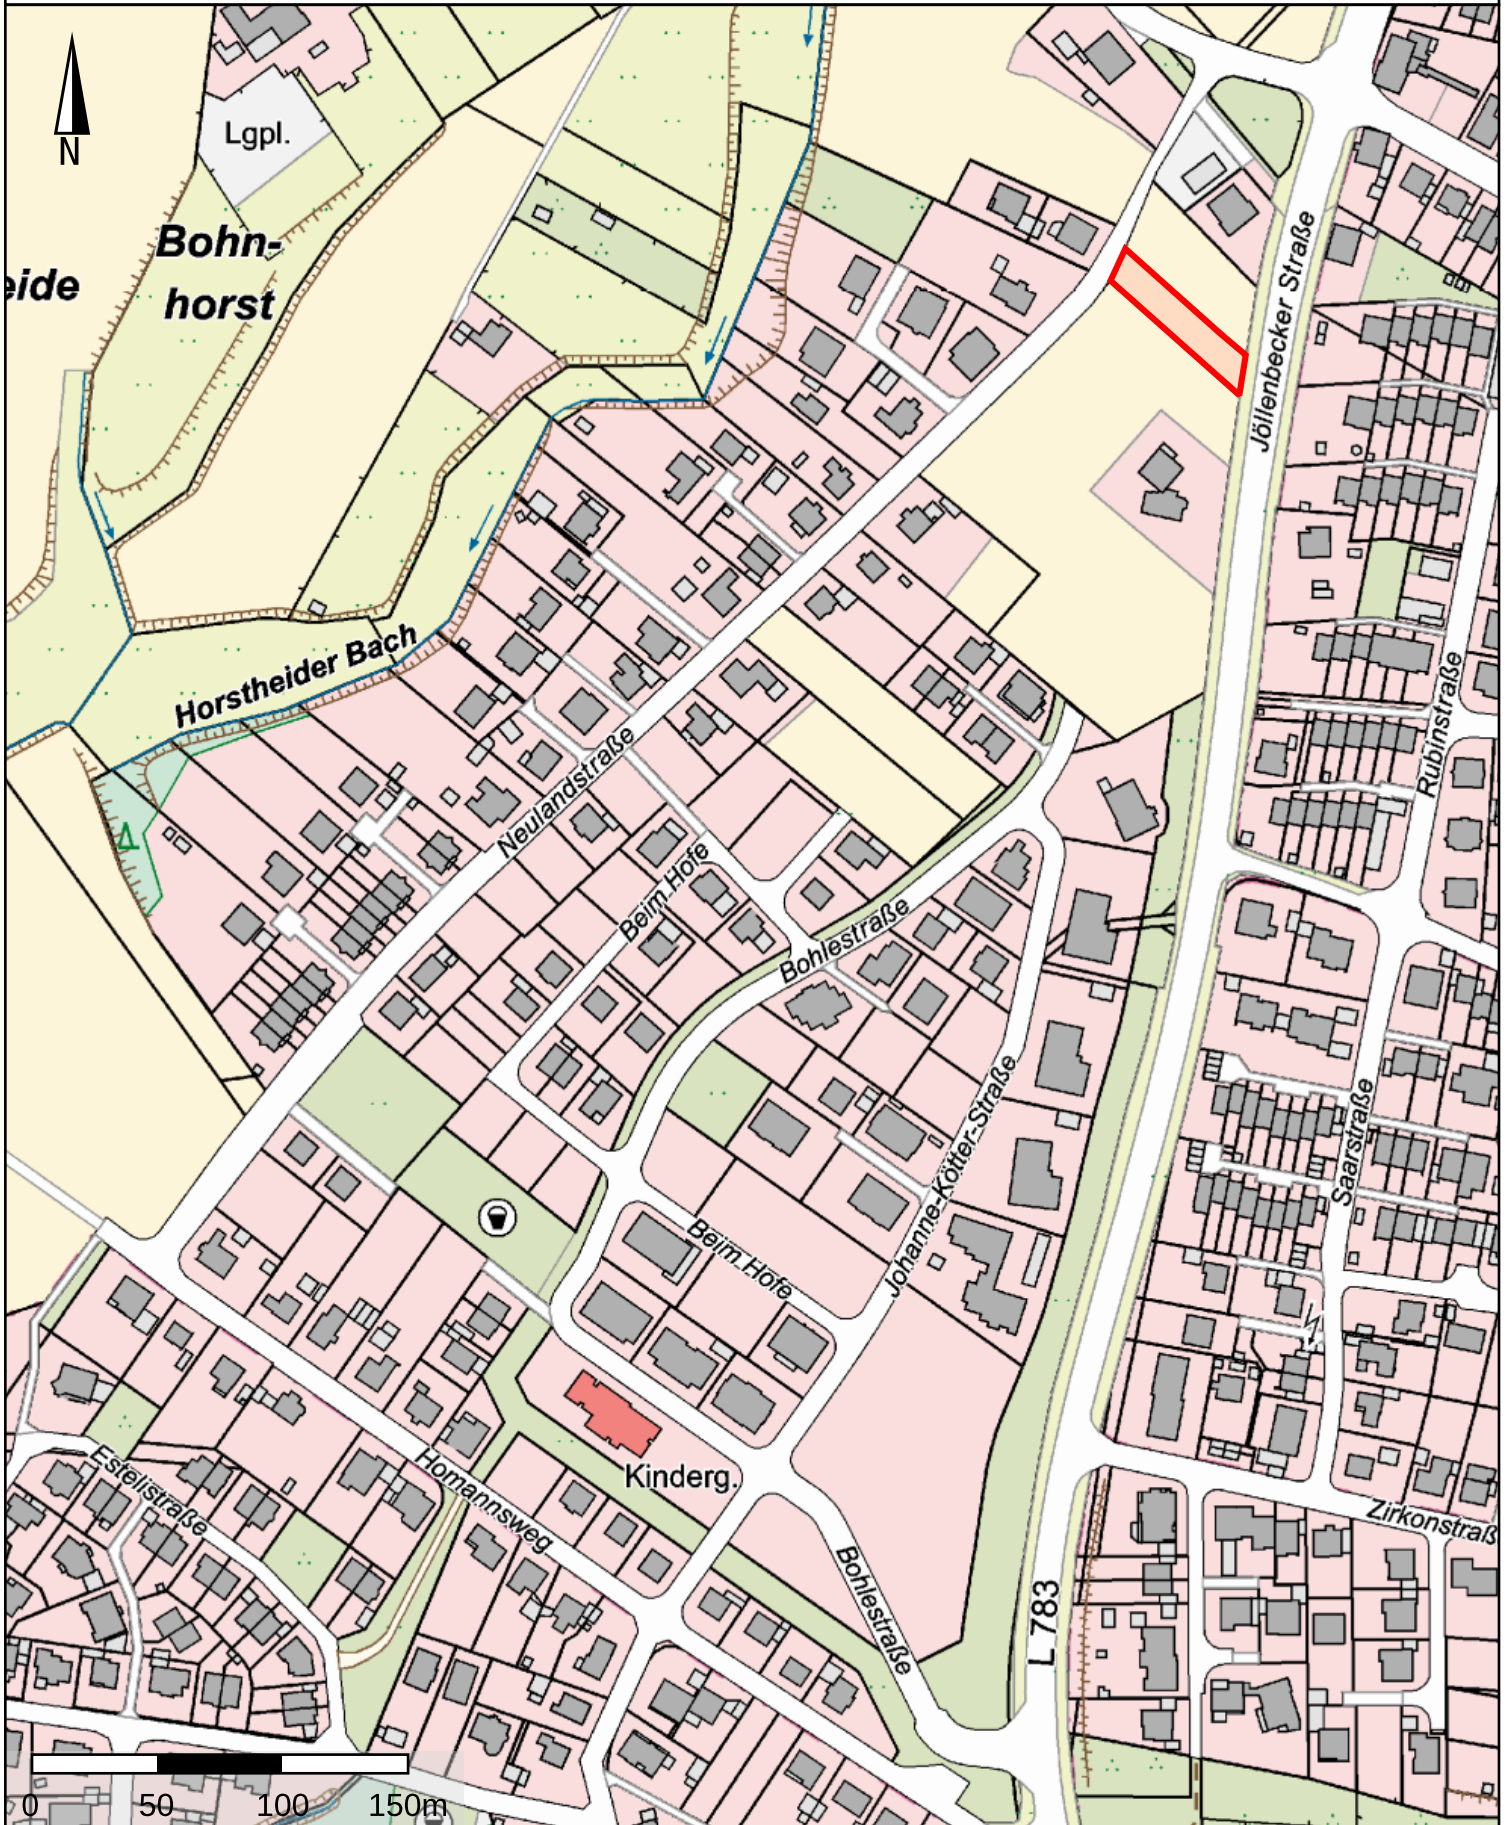 Lgpl.
N
Bohn-
horst
eide
Jöllenbecker Straße
Horstheider Bach
Rubinstraße
Neulandstraße
Beim Hofe
Bohlestraße
Johanne-Kötter-Straße
Saarstraße
Beim Hofe
Kinderg.
Homannsweg
Estelistraße
Zirkonstraß
Bohlestraße
L 783
0 50 100 150m